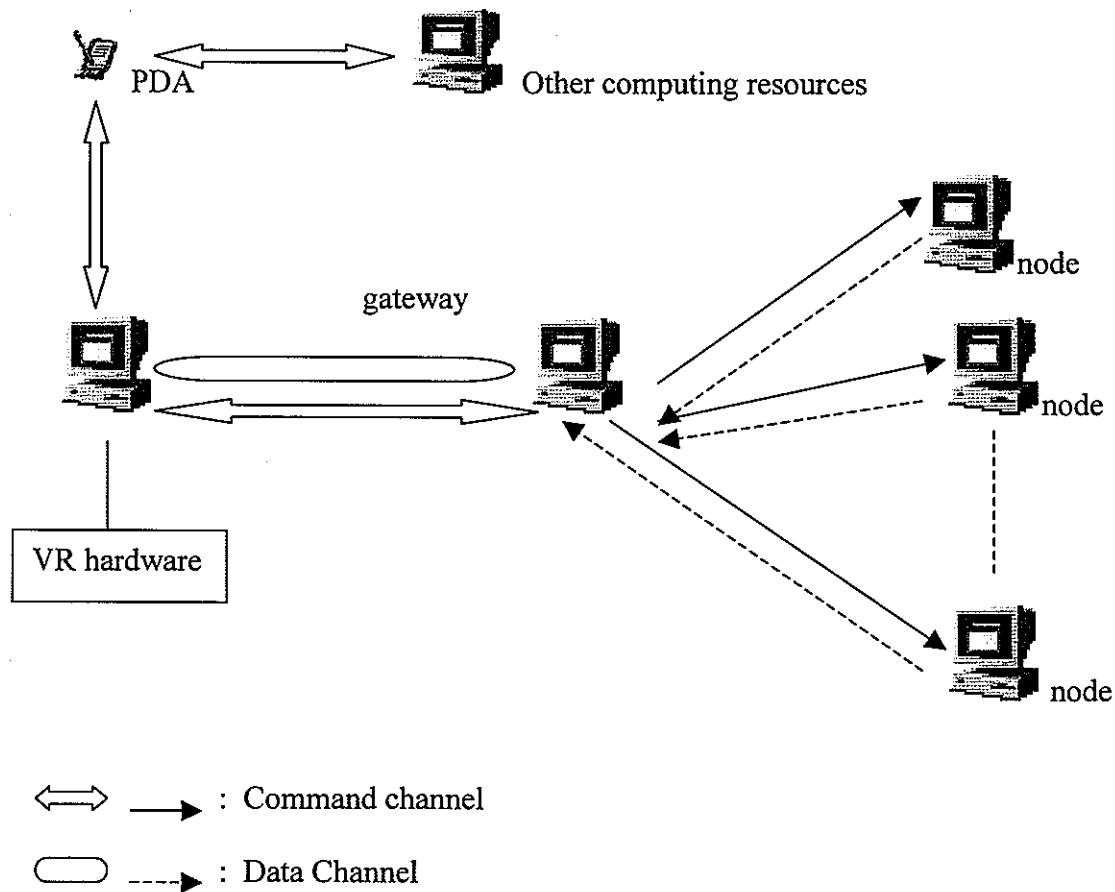 PDA
Other computing resources
node
gateway
node
VR hardware
node
: Command channel
: Data Channel